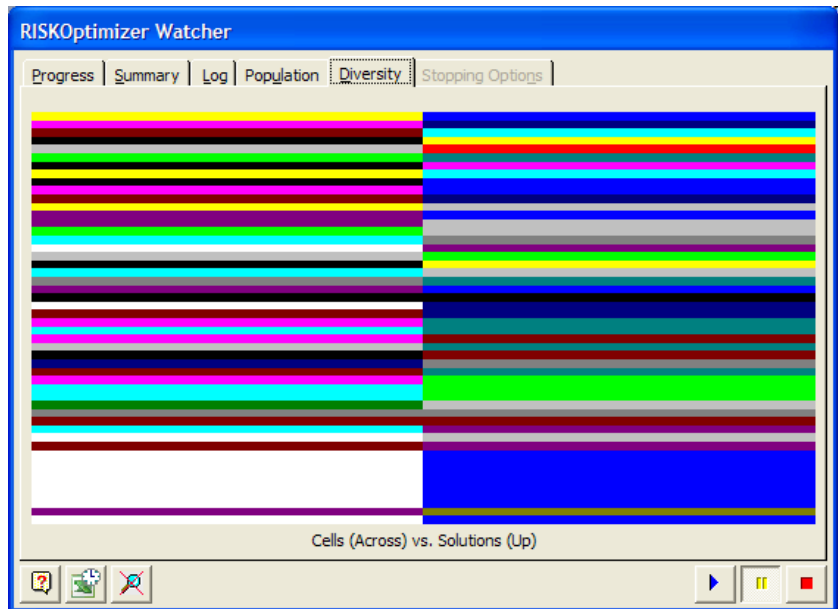 RISKOptimizer Watcher
Progress Summary Log Population Diversity Stopping Options
Cells (Across) vs. Solutions (Up)